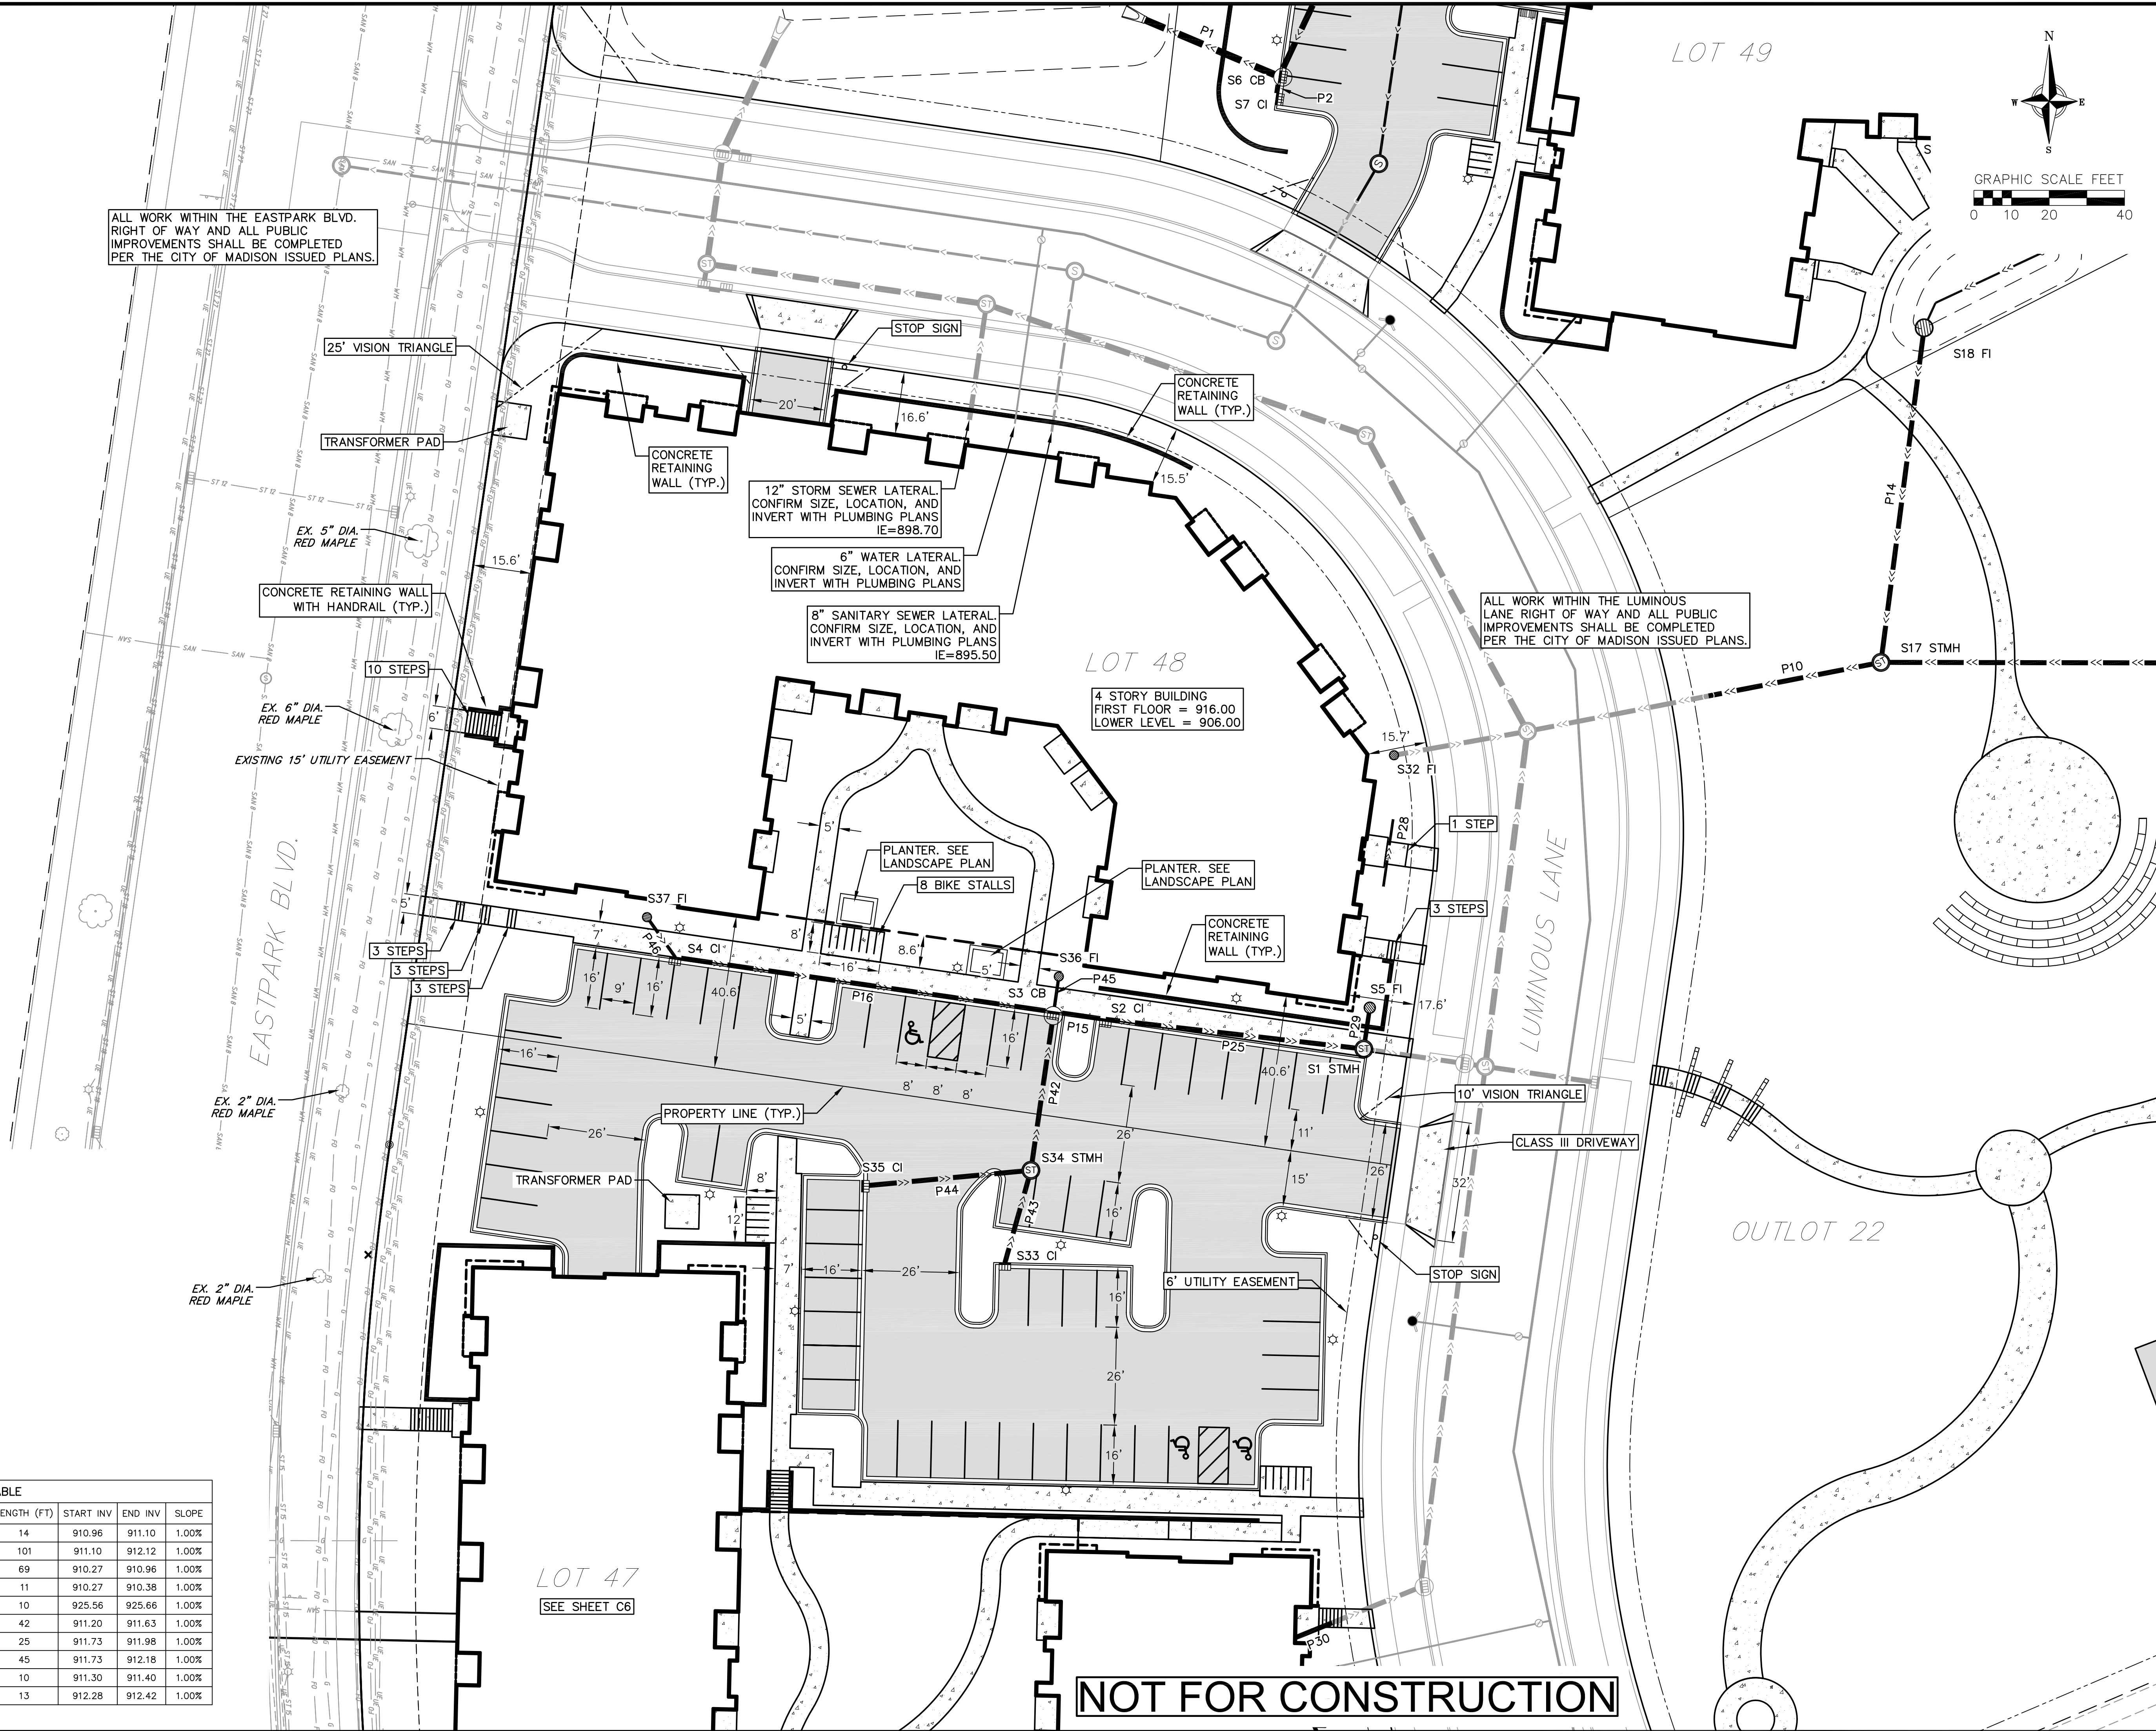 LOT 49
N
W
E
S
GRAPHIC SCALE FEET
0 10 20 40
P1
S6 CB
S7 CI
P2
ALL WORK WITHIN THE EASTPARK BLVD.
RIGHT OF WAY AND ALL PUBLIC
IMPROVEMENTS SHALL BE COMPLETED
PER THE CITY OF MADISON ISSUED PLANS.
STOP SIGN
25' VISION TRIANGLE
20'
16.6'
CONCRETE
RETAINING
WALL (TYP.)
TRANSFORMER PAD
CONCRETE
RETAINING
WALL (TYP.)
15.5'
S18 FI
P14
12" STORM SEWER LATERAL.
CONFIRM SIZE, LOCATION, AND
INVERT WITH PLUMBING PLANS
IE=898.70
6" WATER LATERAL.
CONFIRM SIZE, LOCATION, AND
INVERT WITH PLUMBING PLANS
8" SANITARY SEWER LATERAL.
CONFIRM SIZE, LOCATION, AND
INVERT WITH PLUMBING PLANS
IE=895.50
EX. 5" DIA.
RED MAPLE
15.6'
CONCRETE RETAINING WALL
WITH HANDRAIL (TYP.)
10 STEPS
6'
EX. 6" DIA.
RED MAPLE
EXISTING 15' UTILITY EASEMENT
ALL WORK WITHIN THE LUMINOUS
LANE RIGHT OF WAY AND ALL PUBLIC
IMPROVEMENTS SHALL BE COMPLETED
PER THE CITY OF MADISON ISSUED PLANS.
S17 STMH
P10
LOT 48
4 STORY BUILDING
FIRST FLOOR = 916.00
LOWER LEVEL = 906.00
15.7'
S32 FI
P28
1 STEP
LUMINOUS LANE
EASTPARK BLVD.
5'
PLANTER. SEE
LANDSCAPE PLAN
8 BIKE STALLS
PLANTER. SEE
LANDSCAPE PLAN
3 STEPS
CONCRETE
RETAINING
WALL (TYP.)
5'
S37 FI
7'
P46
S4 CI
8'
8.6'
16'
5'
S36 FI
P45
S3 CB
S2 CI
S5 FI
17.6'
3 STEPS
3 STEPS
3 STEPS
16'
9'
16'
40.6'
P16
5'
P15
P25
P29
S1 STMH
16'
16'
8'
8'
8'
P42
40.6'
10' VISION TRIANGLE
EX. 2" DIA.
RED MAPLE
PROPERTY LINE (TYP.)
26'
26'
11'
CLASS III DRIVEWAY
S34 STMH
S35 CI
P44
P43
TRANSFORMER PAD
8'
12'
16'
15'
26'
32'
OUTLOT 22
S33 CI
7'
16'
26'
16'
6' UTILITY EASEMENT
STOP SIGN
EX. 2" DIA.
RED MAPLE
26'
16'
LOT 47
SEE SHEET C6
P30
ABLE
ENGTH (FT) START INV END INV SLOPE
14 910.96 911.10 1.00%
101 911.10 912.12 1.00%
69 910.27 910.96 1.00%
11 910.27 910.38 1.00%
10 925.56 925.66 1.00%
42 911.20 911.63 1.00%
25 911.73 911.98 1.00%
45 911.73 912.18 1.00%
10 911.30 911.40 1.00%
13 912.28 912.42 1.00%
NOT FOR CONSTRUCTION